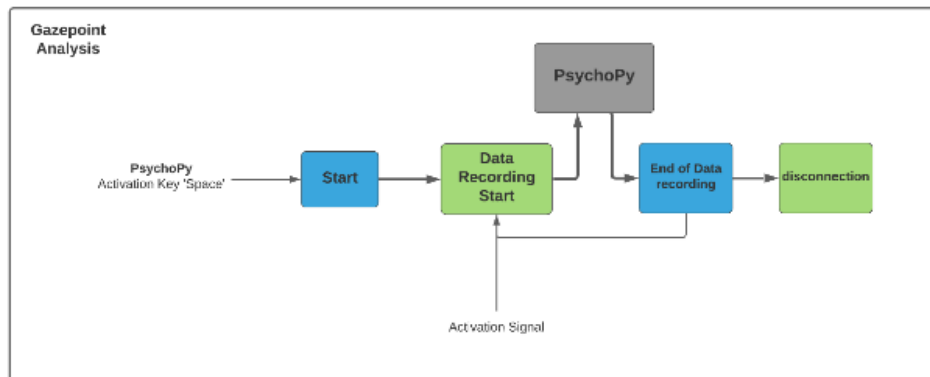 Gazepoint
Analysis
PsychoPy
PsychoPy
Activation Key 'Space'
Start
Data
Recording
Start
End of Data
recording
disconnection
Activation Signal